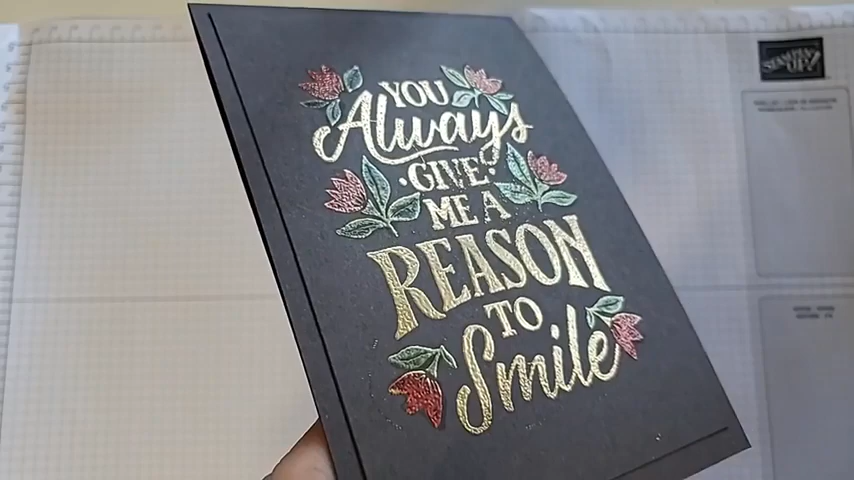 YOU
Always
·GIVE·
ME A
REASON
TO
Smile
STAMPIN'
UP!